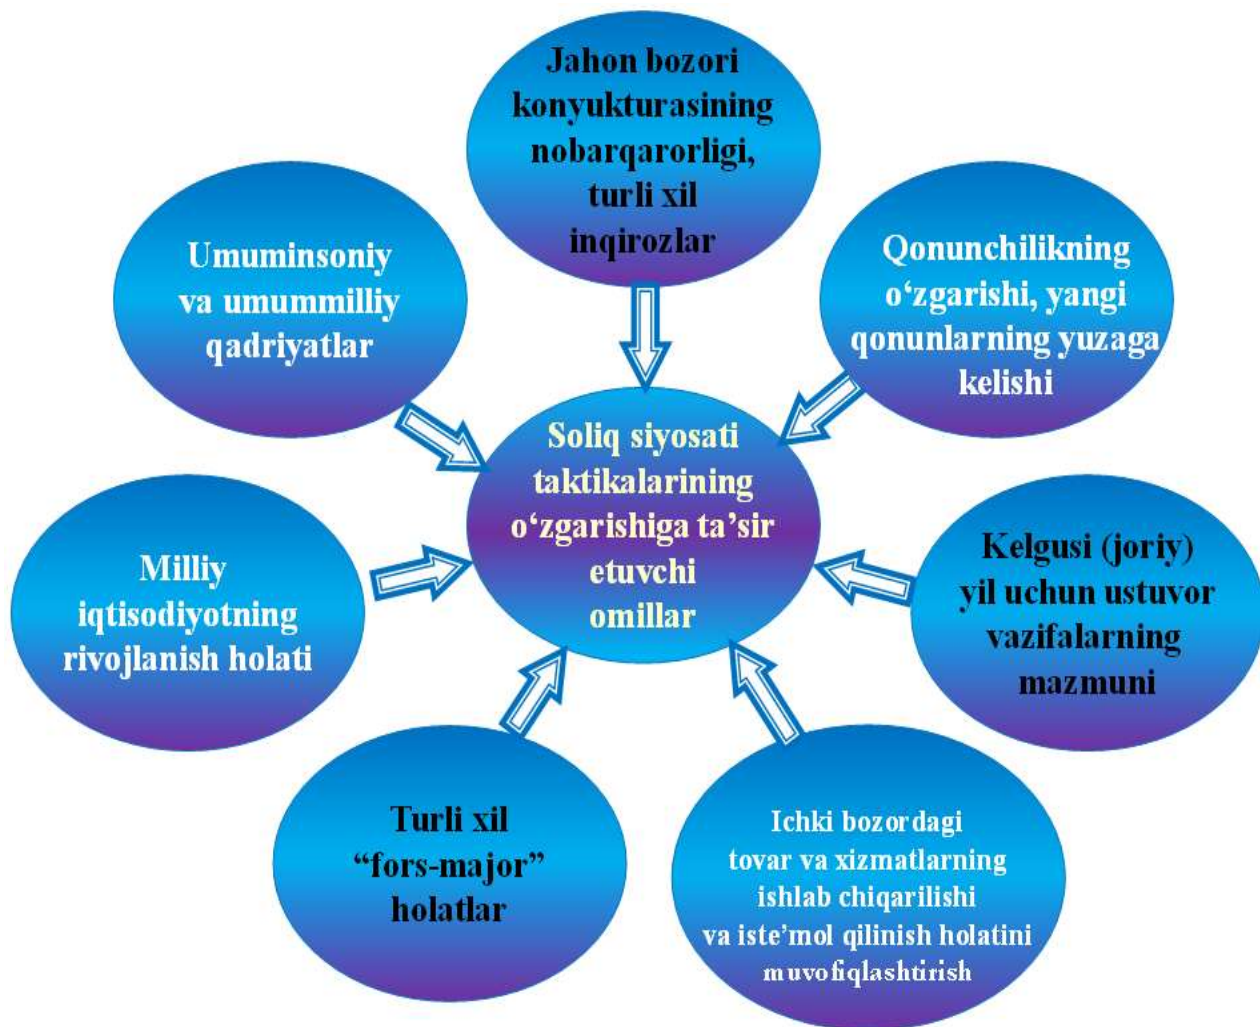 Jahon bozori
konyukturasining
nobarqarorligi,
turli xil
inqirozlar
Umuminsoniy
va umummilliy
qadriyatlar
Qonunchilikning
o‘zgarishi, yangi
qonunlarning yuzaga
kelishi
Soliq siyosati
taktikalarining
o‘zgarishiga ta’sir
etuvchi
omillar
Milliy
iqtisodiyotning
rivojlanish holati
Kelgusi (joriy)
yil uchun ustuvor
vazifalarning
mazmuni
Turli xil
“fors-major”
holatlar
Ichki bozordagi
tovar va xizmatlarning
ishlab chiqarilishi
va iste’mol qilinish holatini
muvofiqlashtirish